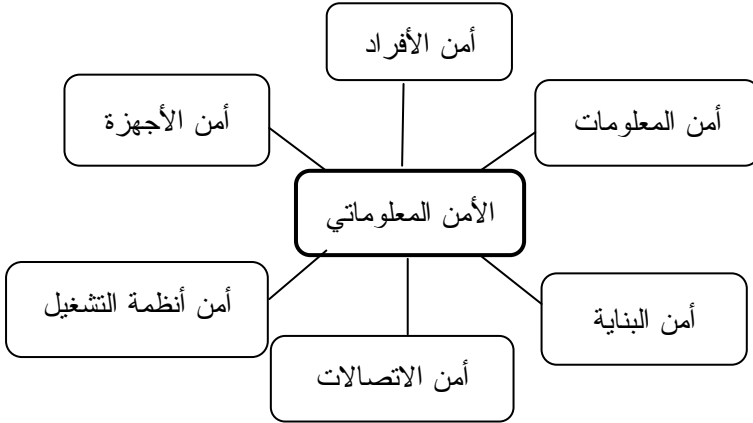 أمن الأفراد
أمن المعلومات
أمن الأجهزة
الأمن المعلوماتي
أمن البناية
أمن أنظمة التشغيل
أمن الاتصالات